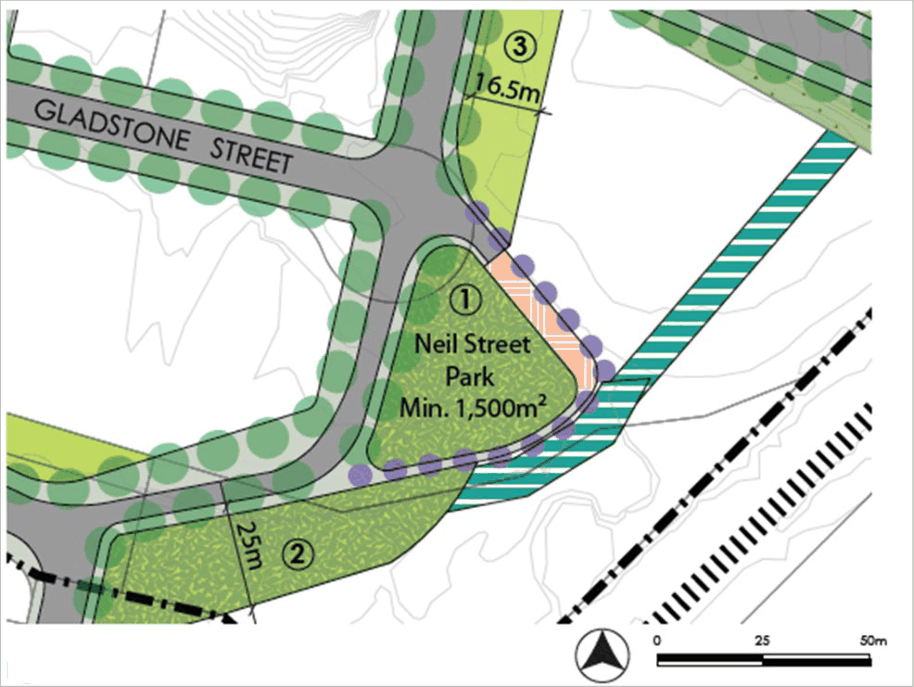 ③
16.5m
GLADSTONE STREET
①
Neil Street
Park
Min. 1,500m²
25m
②
0 25 50m